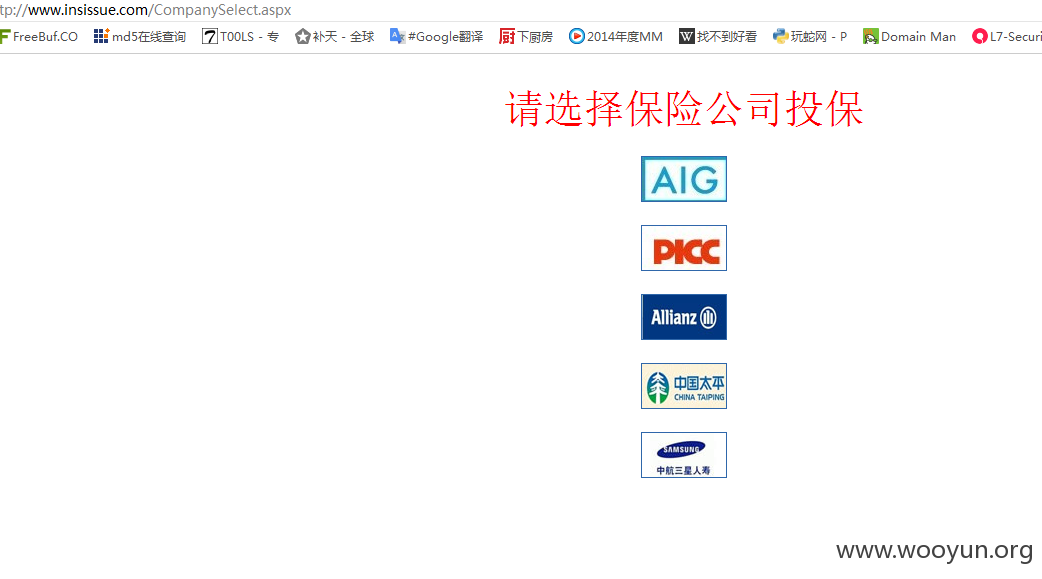 tp://www.insissue.com/CompanySelect.aspx
FreeBuf.CO md5在线查询 T00LS - 专 补天 - 全球 #Google翻译 厨 下厨房 2014年度MM W 找不到好看 玩蛇网 - P Domain Man L7-Securi
请选择保险公司投保
AIG
PICC
Allianz
中国太平
CHINA TAIPING
SAMSUNG
中航三星人寿
www.wooyun.org